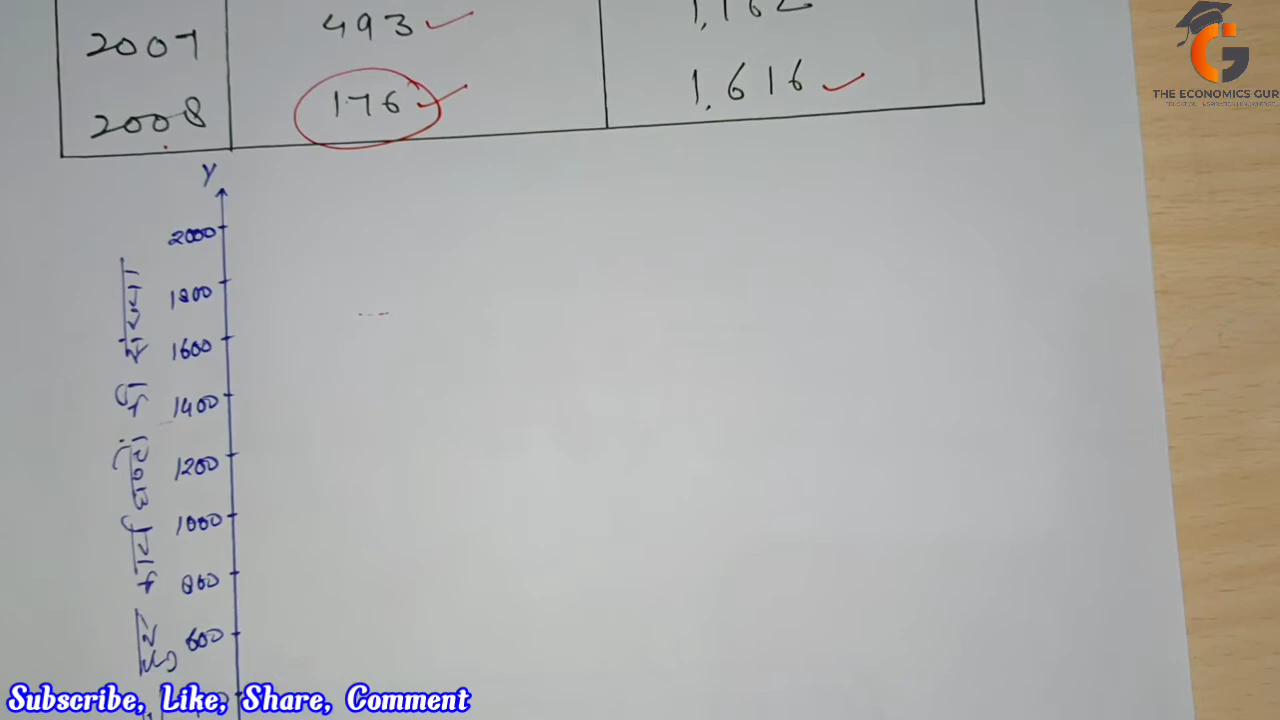 2007 493 1,162
2008 176 1,616
Y
2000
1800
1600
1400
1200
1000
800
600
की संख्या
THE ECONOMICS GUR
Subscribe, Like, Share, Comment